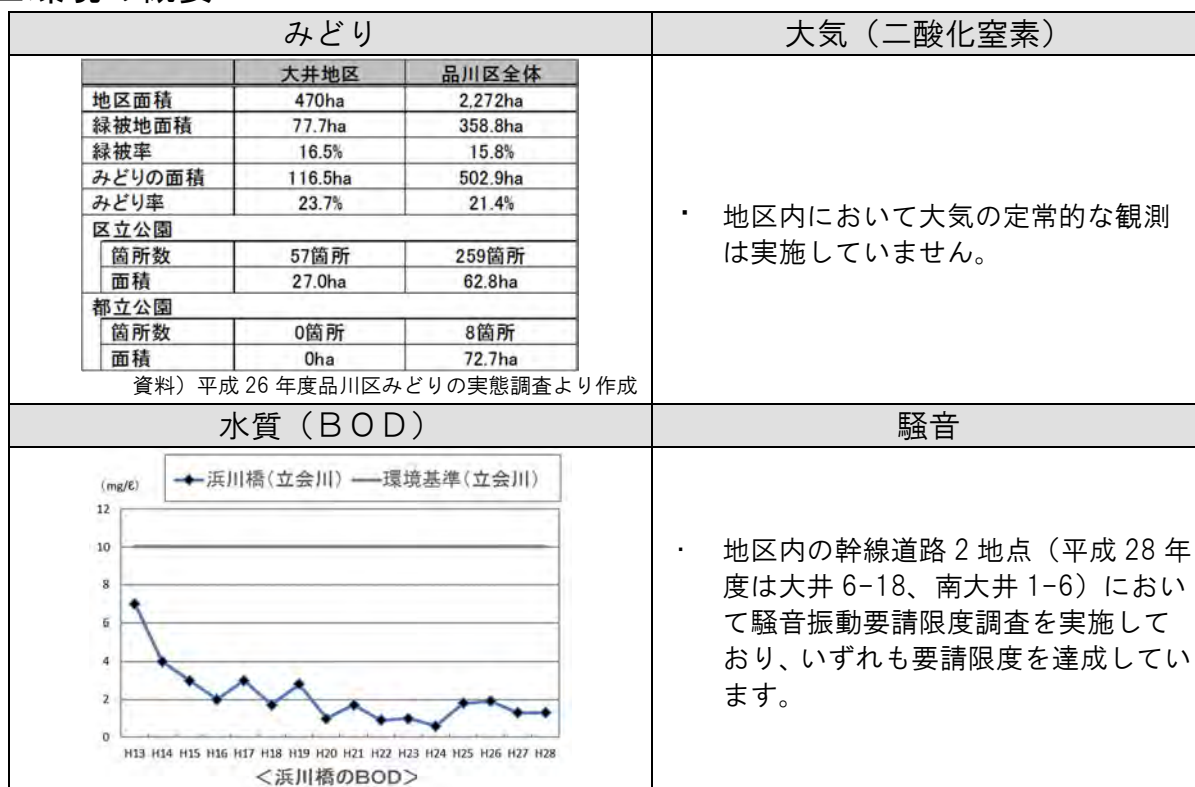 みどり
大気（二酸化窒素）
大井地区 品川区全体
地区面積 470ha 2,272ha
緑被地面積 77.7ha 358.8ha
緑被率 16.5% 15.8%
みどりの面積 116.5ha 502.9ha
みどり率 23.7% 21.4%
区立公園
箇所数 57箇所 259箇所
面積 27.0ha 62.8ha
都立公園
箇所数 0箇所 8箇所
面積 0ha 72.7ha
資料）平成 26 年度品川区みどりの実態調査より作成
・ 地区内において大気の定常的な観測
は実施していません。
水質（ＢＯＤ）
騒音
(mg/ℓ)
浜川橋(立会川) 環境基準(立会川)
12
10
8
6
4
2
0
H13 H14 H15 H16 H17 H18 H19 H20 H21 H22 H23 H24 H25 H26 H27 H28
＜浜川橋のBOD＞
・ 地区内の幹線道路 2 地点（平成 28 年
度は大井 6-18、南大井 1-6）におい
て騒音振動要請限度調査を実施して
おり、いずれも要請限度を達成してい
ます。